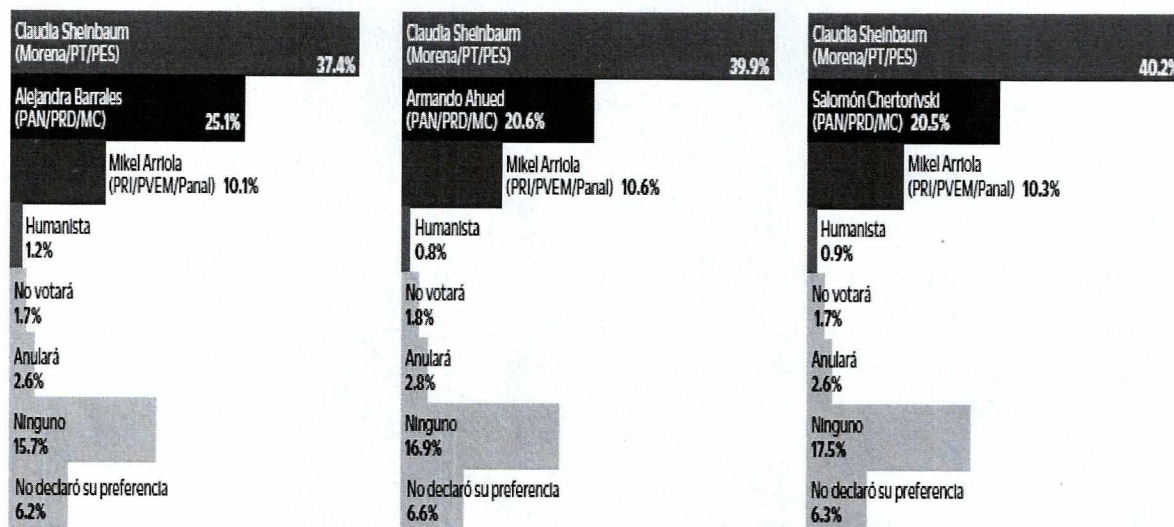 Claudia Sheinbaum
(Morena/PT/PES)
37.4%
Alejandra Barrales
(PAN/PRD/MC) 25.1%
Mikel Arriola
(PRI/PVEM/Panal) 10.1%
Humanista
1.2%
No votará
1.7%
Anulará
2.6%
Ninguno
15.7%
No declaró su preferencia
6.2%
Claudia Sheinbaum
(Morena/PT/PES)
39.9%
Armando Ahued
(PAN/PRD/MC) 20.6%
Mikel Arriola
(PRI/PVEM/Panal) 10.6%
Humanista
0.8%
No votará
1.8%
Anulará
2.8%
Ninguno
16.9%
No declaró su preferencia
6.6%
Claudia Sheinbaum
(Morena/PT/PES)
40.2%
Salomón Chertorivski
(PAN/PRD/MC) 20.5%
Mikel Arriola
(PRI/PVEM/Panal) 10.3%
Humanista
0.9%
No votará
1.7%
Anulará
2.6%
Ninguno
17.5%
No declaró su preferencia
6.3%